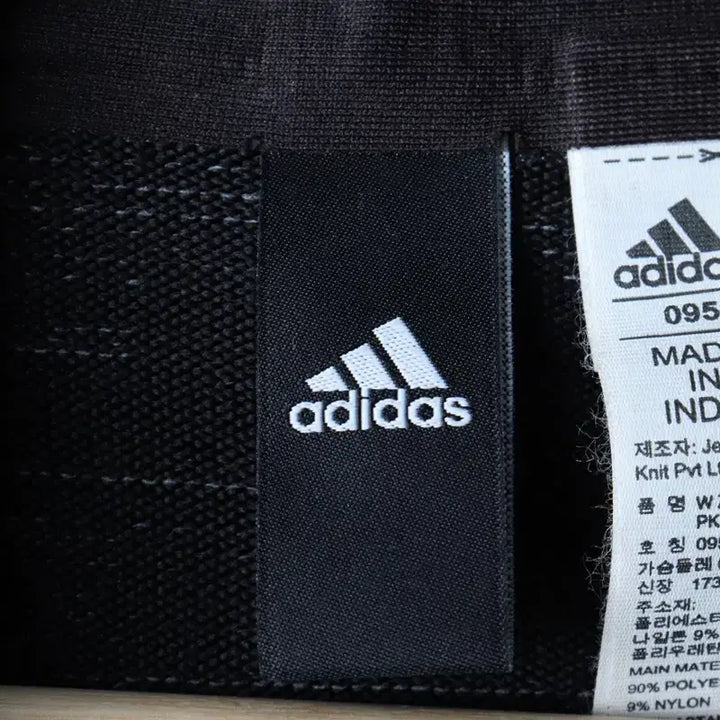 adidas
adida
095
MAD
IN
IND
제조자: Je
Knit Pvt Lt
품 명 W
PK
호 칭 095
가슴둘레
신장 173
주소재:
폴리에스터
나일론 9%
폴리우레탄
MAIN MATE
90% POLYE
9% NYLON